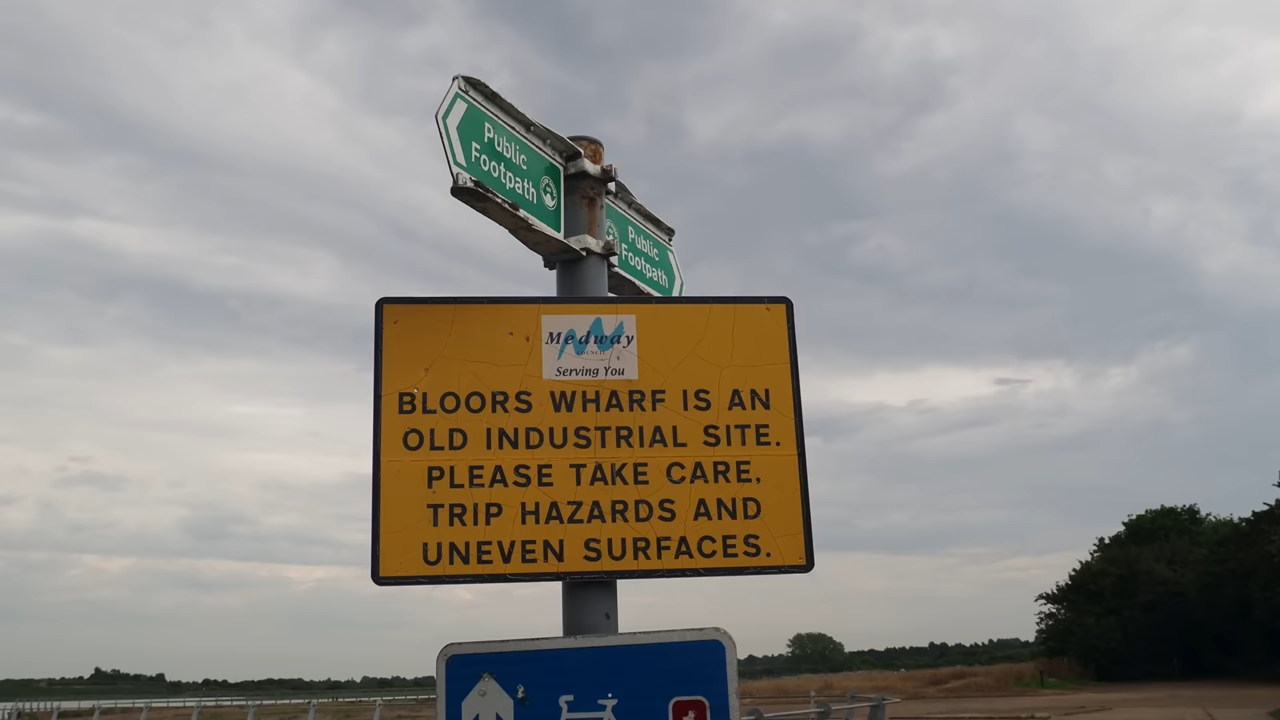 Public
Footpath
Public
Footpath
Medway
COUNCIL
Serving You
BLOORS WHARF IS AN
OLD INDUSTRIAL SITE.
PLEASE TAKE CARE,
TRIP HAZARDS AND
UNEVEN SURFACES.